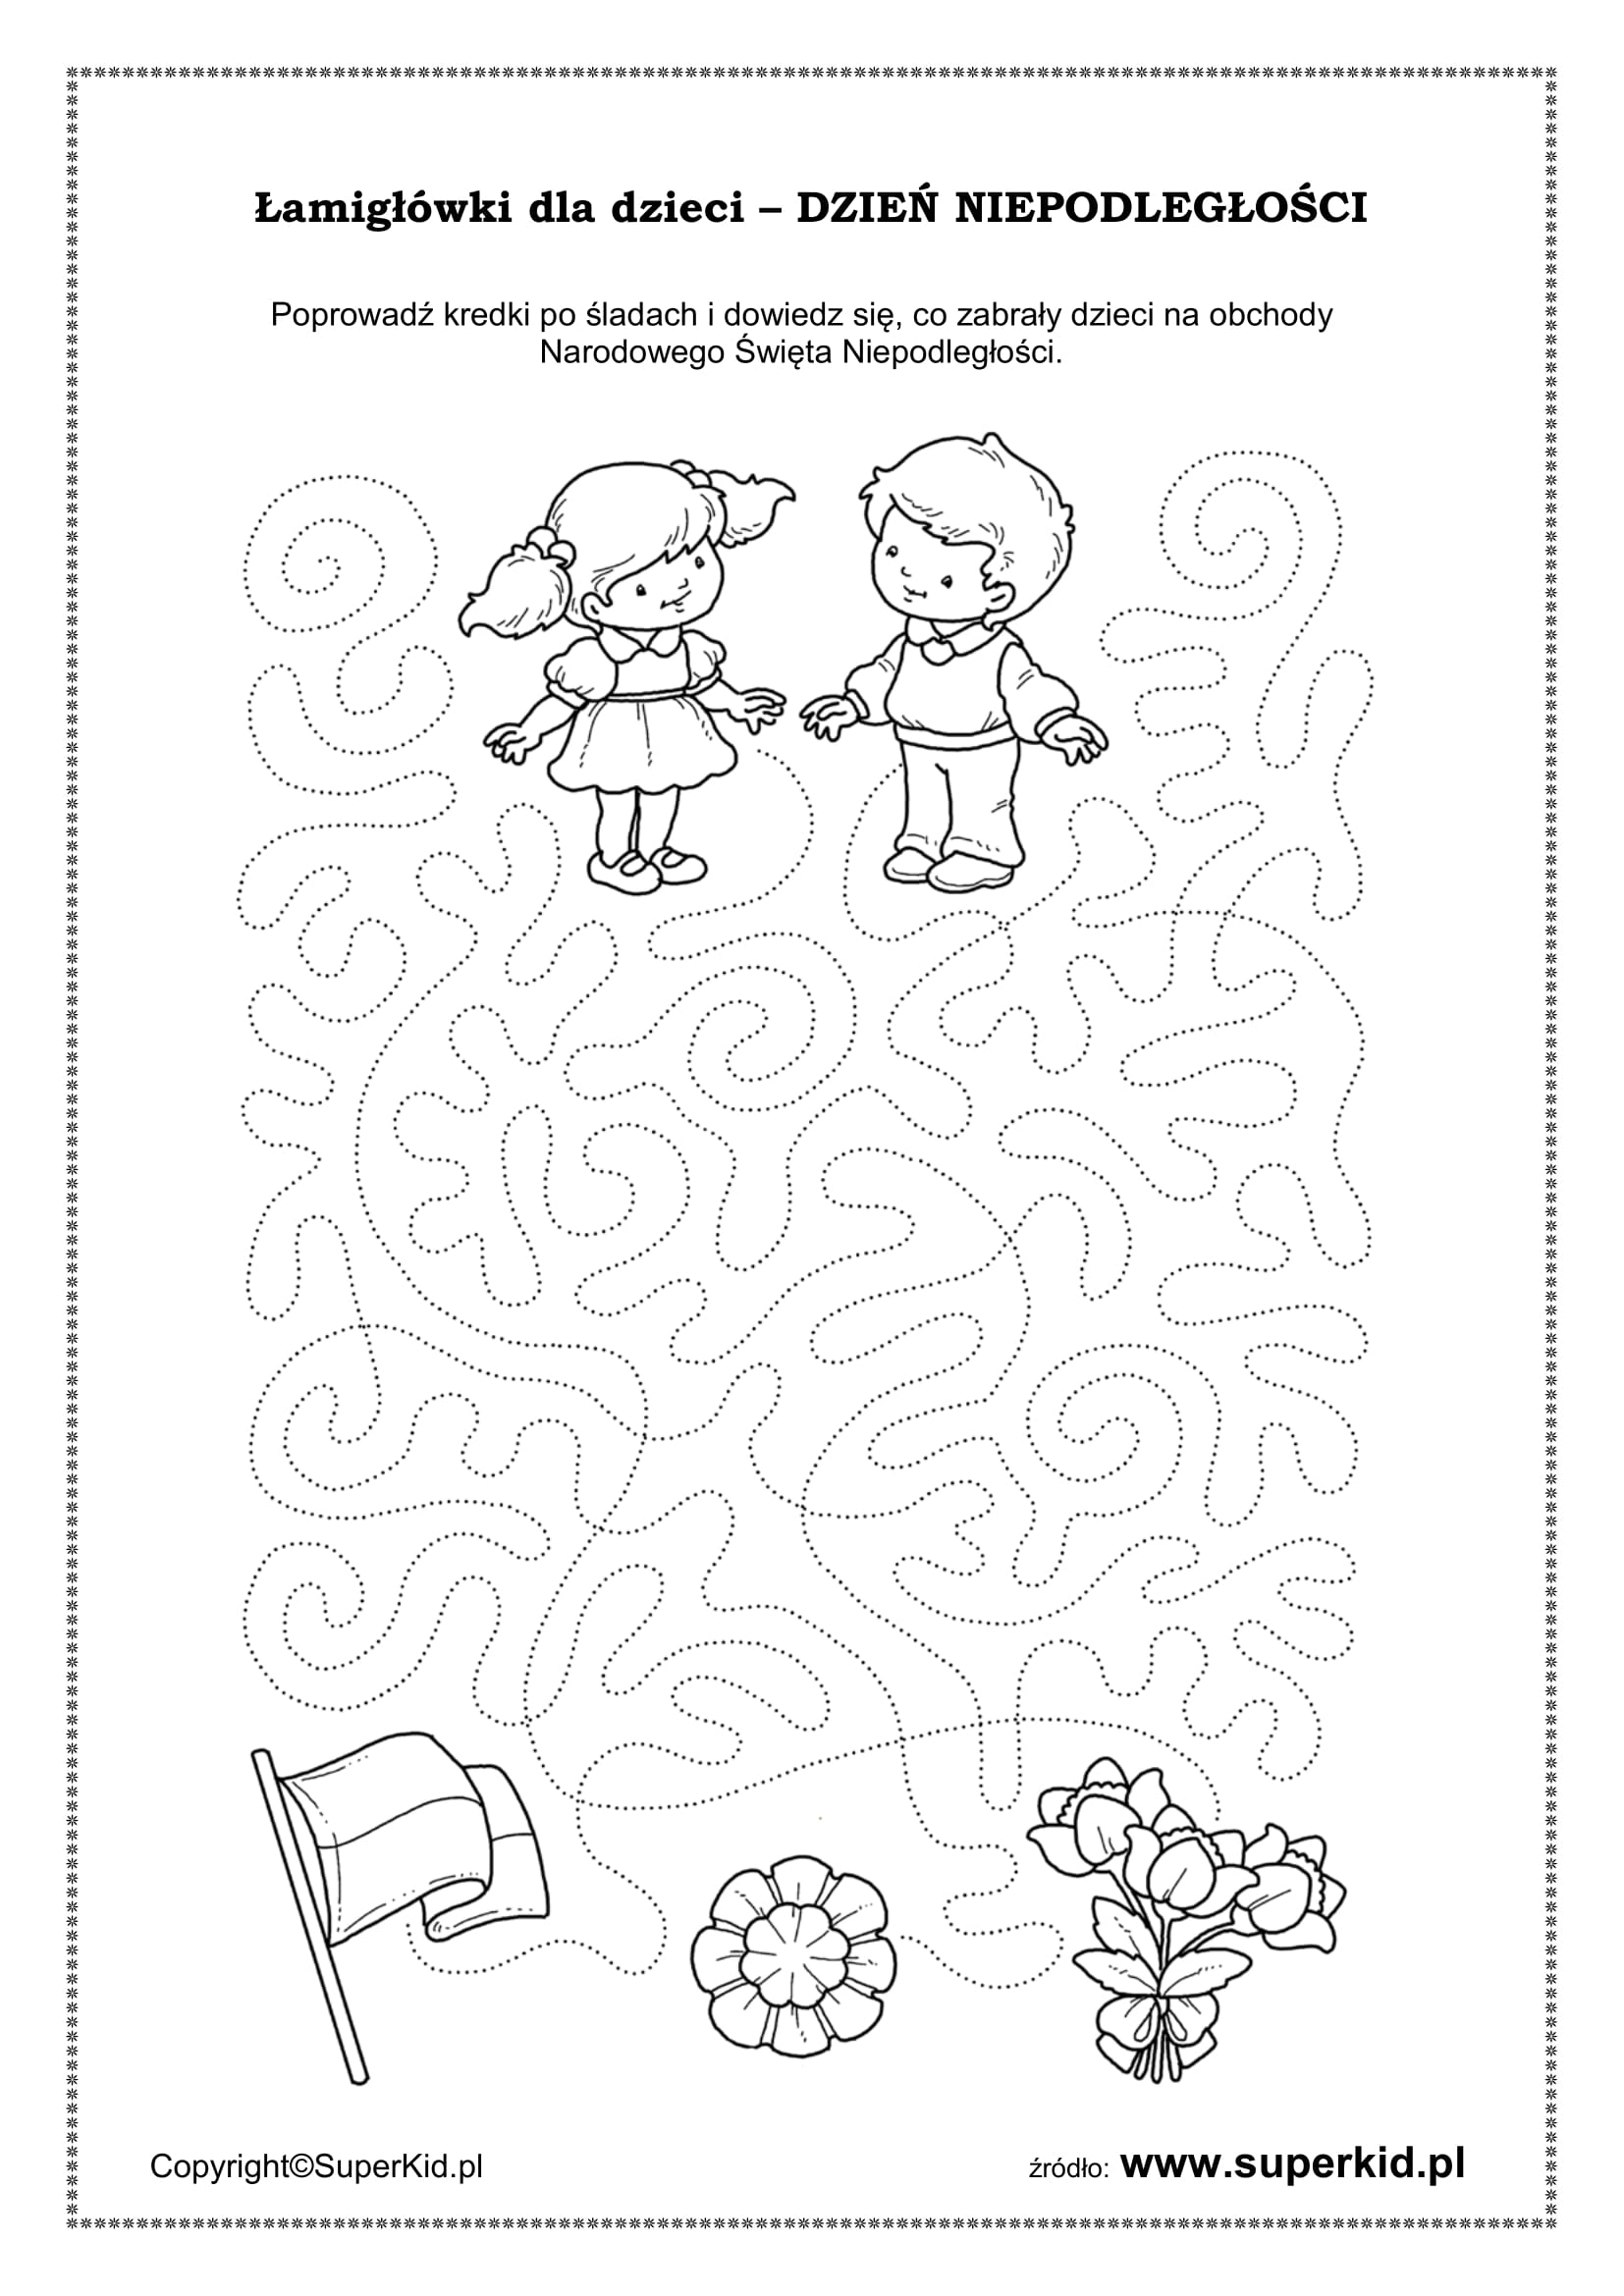 Łamigłówki dla dzieci – DZIEŃ NIEPODLEGŁOŚCI
Poprowadź kredki po śladach i dowiedz się, co zabrały dzieci na obchody
Narodowego Święta Niepodległości.
Copyright©SuperKid.pl
źródło: www.superkid.pl